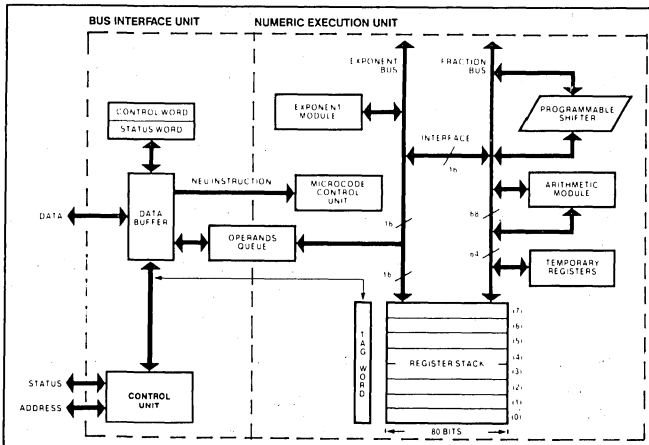 BUS INTERFACE UNIT
NUMERIC EXECUTION UNIT
EXPONENT
BUS
FRACTION
BUS
CONTROL WORD
STATUS WORD
EXPONENT
MODULE
PROGRAMMABLE
SHIFTER
INTERFACE
16
NEU INSTRUCTION
MICROCODE
CONTROL
UNIT
ARITHMETIC
MODULE
DATA
DATA
BUFFER
OPERANDS
QUEUE
16
68
64
16
TEMPORARY
REGISTERS
TAG WORD
REGISTER STACK
(7)
(6)
(5)
(4)
(3)
(2)
(1)
(0)
STATUS
ADDRESS
CONTROL
UNIT
80 BITS